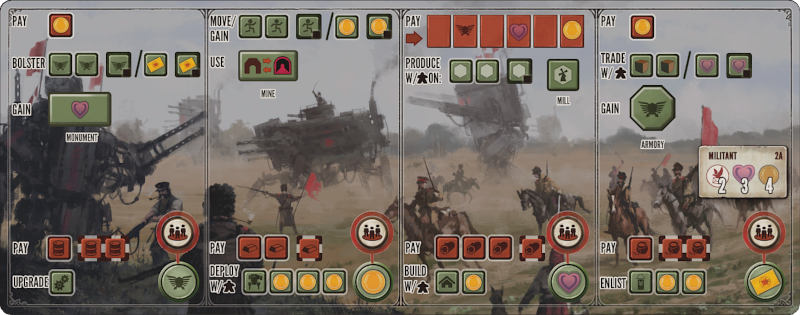 PAY
BOLSTER
/
GAIN
MONUMENT
PAY
UPGRADE
MOVE/
GAIN
/
USE
MINE
PAY
DEPLOY
W/
PAY
PRODUCE
W/ ON:
MILL
PAY
BUILD
W/
PAY
TRADE
W/
/
GAIN
ARMORY
MILITANT 2A
2 3 4
PAY
ENLIST